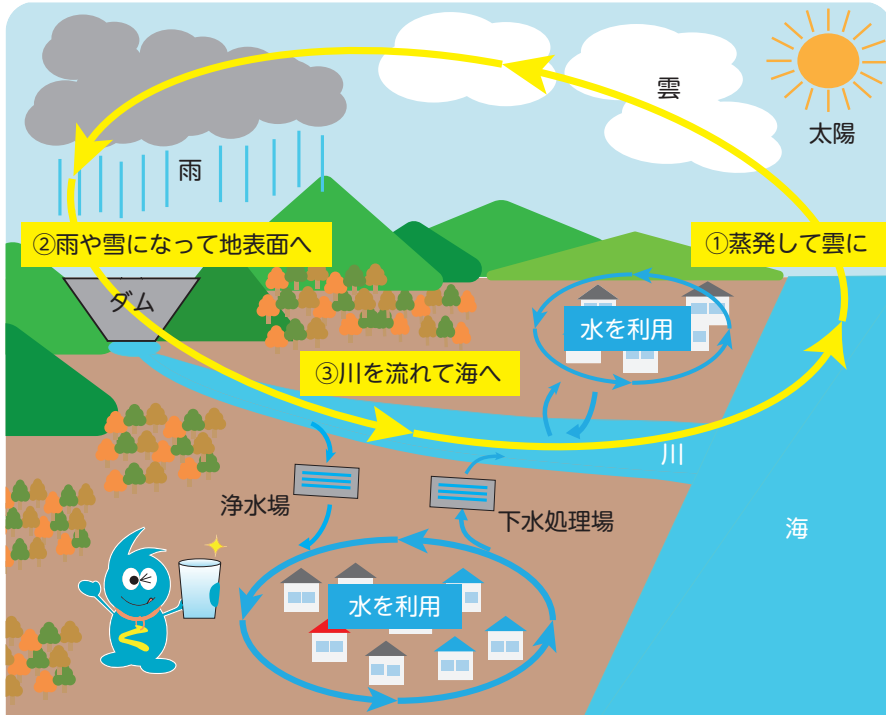 雲
太陽
雨
②雨や雪になって地表面へ
①蒸発して雲に
ダム
水を利用
③川を流れて海へ
川
浄水場
下水処理場
海
水を利用